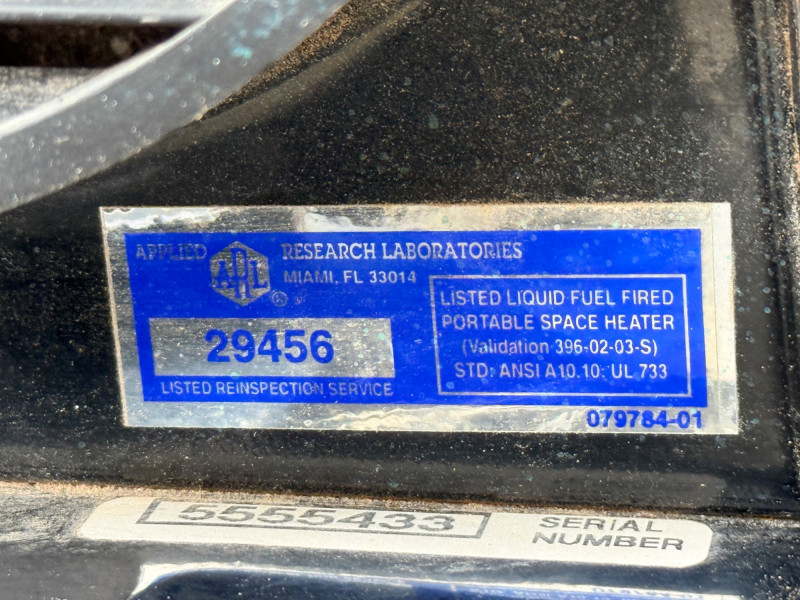 APPLIED ARL RESEARCH LABORATORIES
MIAMI, FL 33014
®
29456
LISTED REINSPECTION SERVICE
LISTED LIQUID FUEL FIRED
PORTABLE SPACE HEATER
(Validation 396-02-03-S)
STD: ANSI A10.10: UL 733
079784-01
5555433
SERIAL
NUMBER